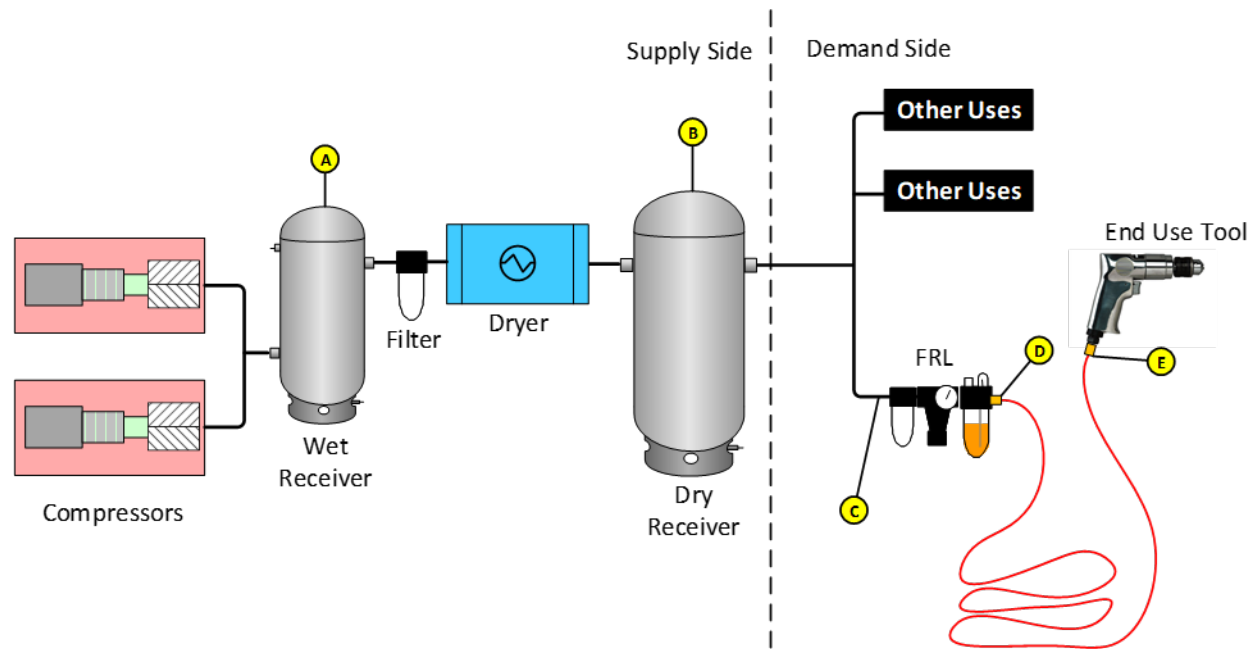 Supply Side
Demand Side
Other Uses
Other Uses
A
B
End Use Tool
Filter
Dryer
FRL
D
E
Wet
Receiver
Dry
Receiver
C
Compressors